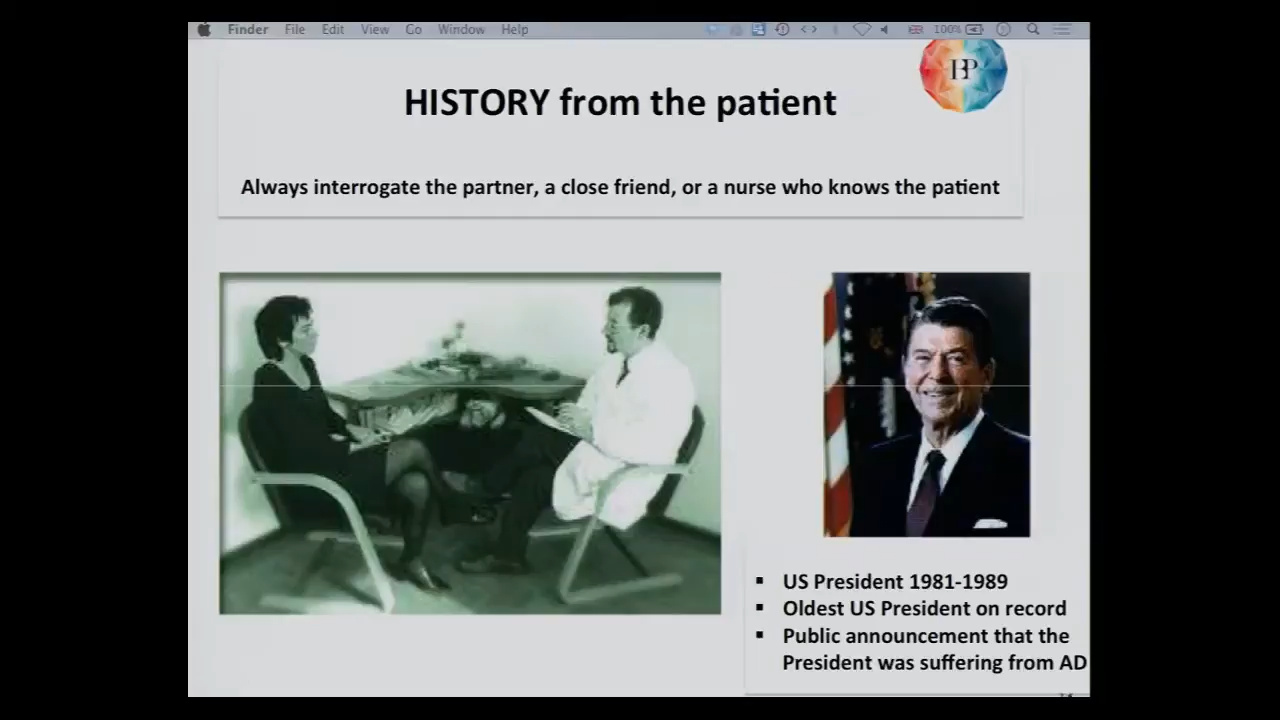 Finder File Edit View Go Window Help 100%
BP
HISTORY from the patient
Always interrogate the partner, a close friend, or a nurse who knows the patient
▪ US President 1981-1989
▪ Oldest US President on record
▪ Public announcement that the
President was suffering from AD